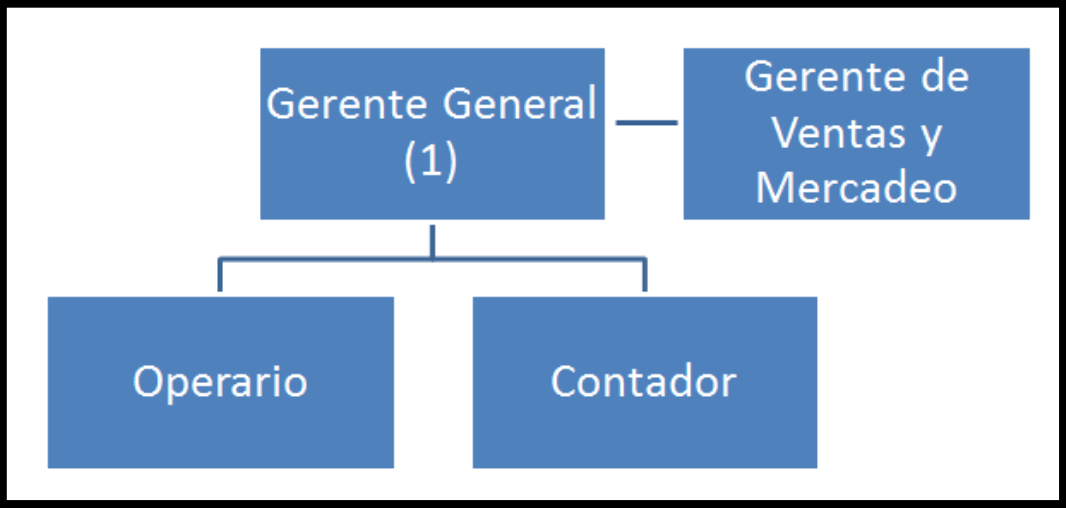 Gerente General
(1)
Gerente de
Ventas y
Mercadeo
Operario
Contador